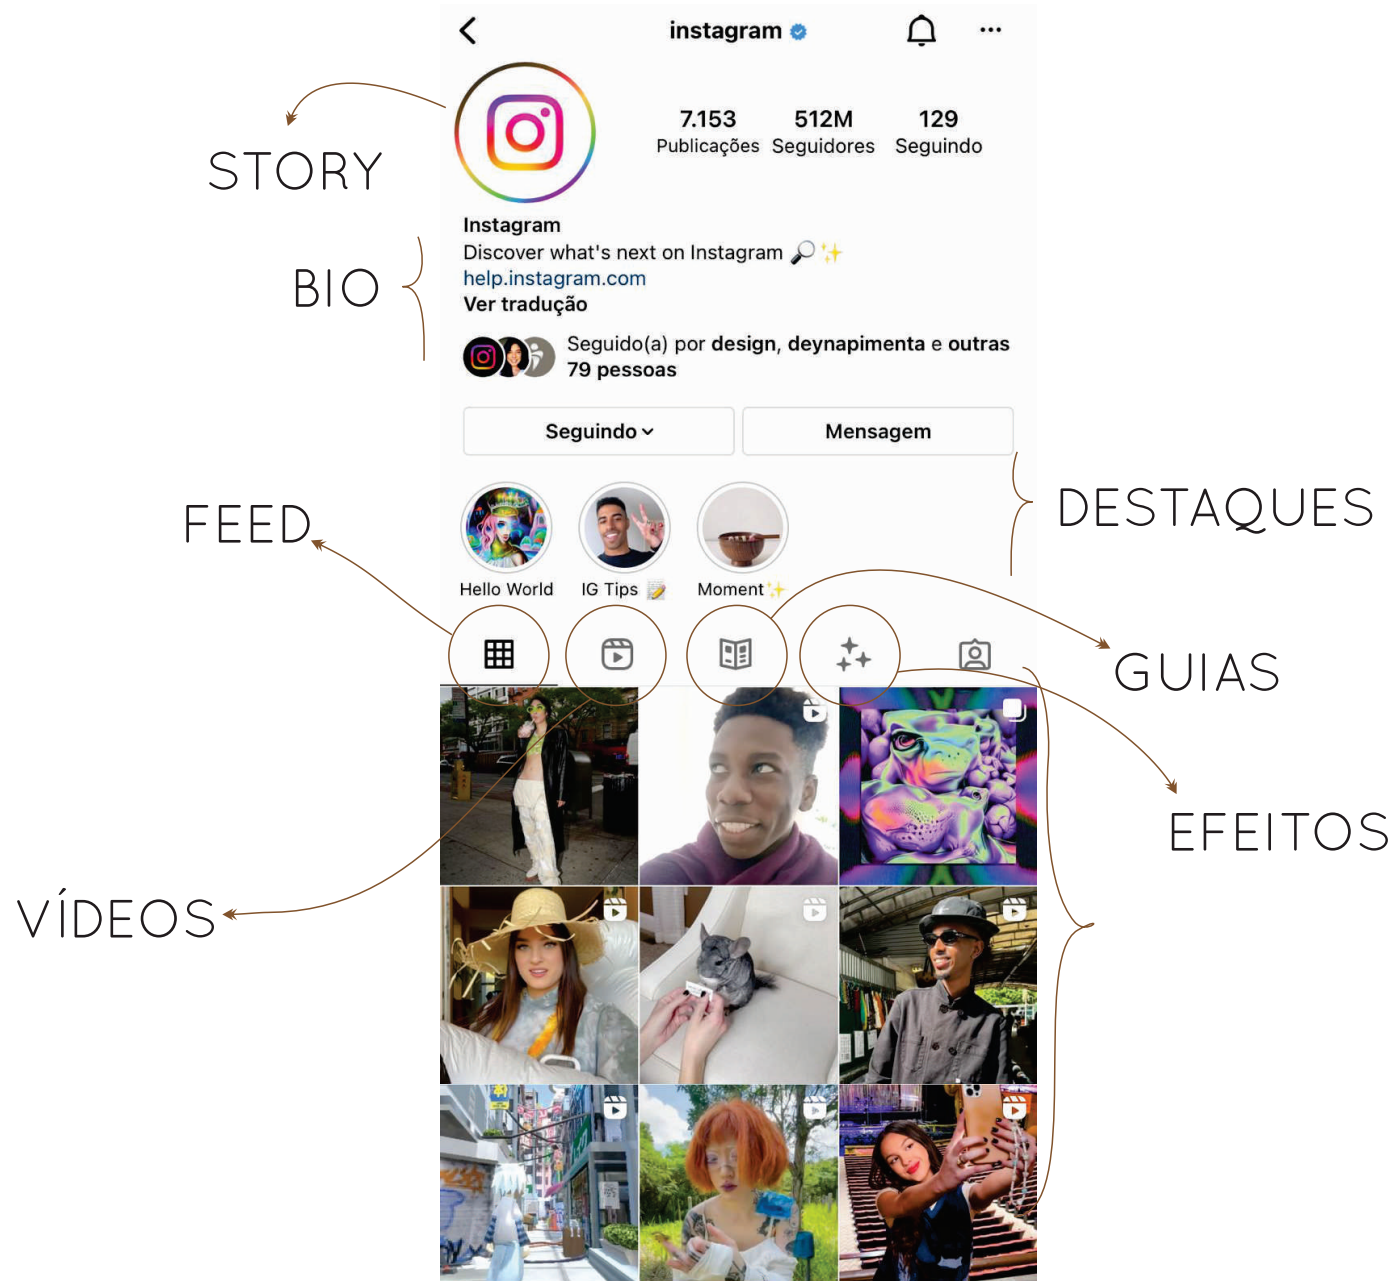 instagram
7.153 512M 129
Publicações Seguidores Seguindo
STORY
Instagram
Discover what's next on Instagram 🔎✨
help.instagram.com
Ver tradução
BIO
Seguido(a) por design, deynapimenta e outras
79 pessoas
Seguindo Mensagem
DESTAQUES
FEED
Hello World IG Tips 📝 Moment✨
GUIAS
EFEITOS
VÍDEOS